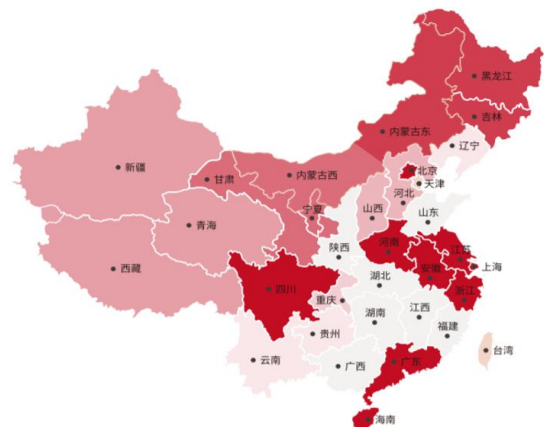 黑龙江
吉林
内蒙古东
辽宁
新疆
甘肃
内蒙古西
北京
天津
宁夏
河北
山西
山东
青海
陕西
河南
江苏
西藏
四川
安徽
上海
湖北
浙江
重庆
湖南
江西
贵州
福建
云南
广西
广东
台湾
海南